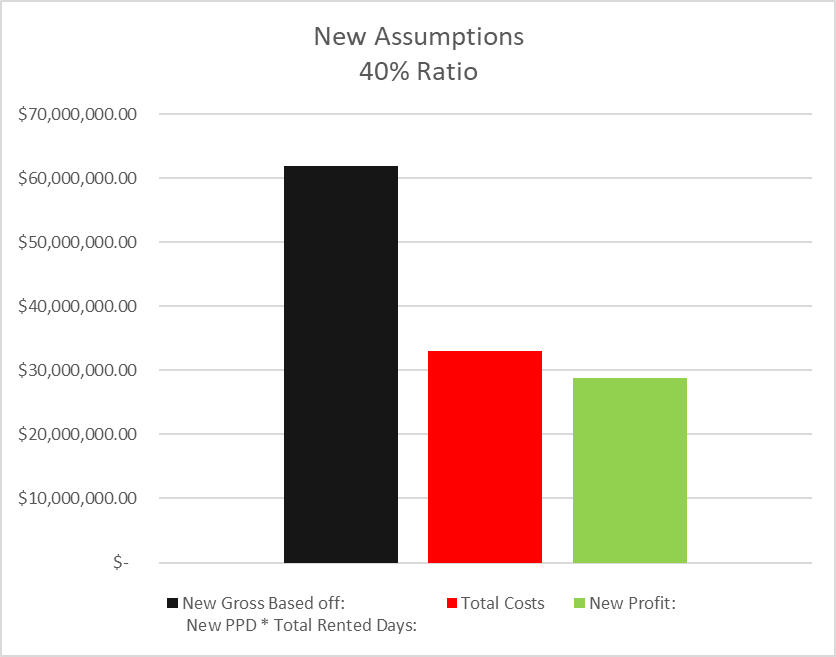 New Assumptions
40% Ratio
$70,000,000.00
$60,000,000.00
$50,000,000.00
$40,000,000.00
$30,000,000.00
$20,000,000.00
$10,000,000.00
$-
New Gross Based off:
New PPD * Total Rented Days:
Total Costs
New Profit: